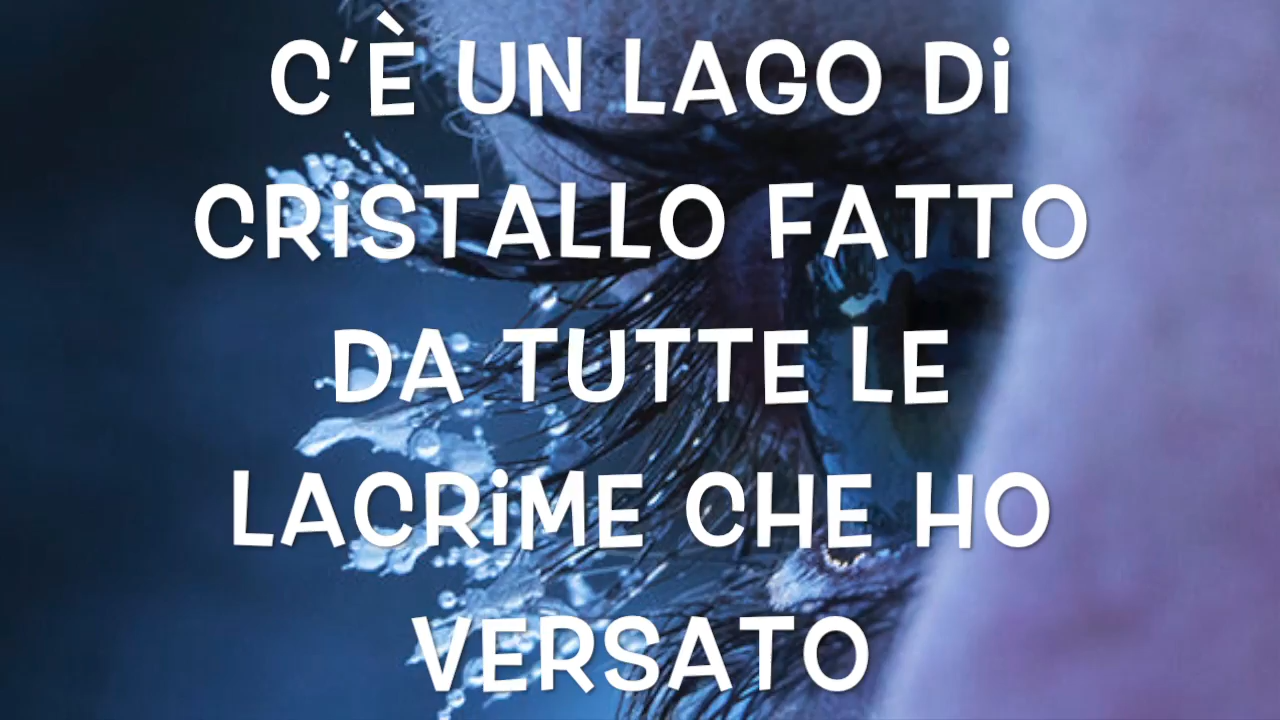 C'È UN LAGO Di
CRiSTALLO FATTO
DA TUTTE LE
LACRiME CHE HO
VERSATO